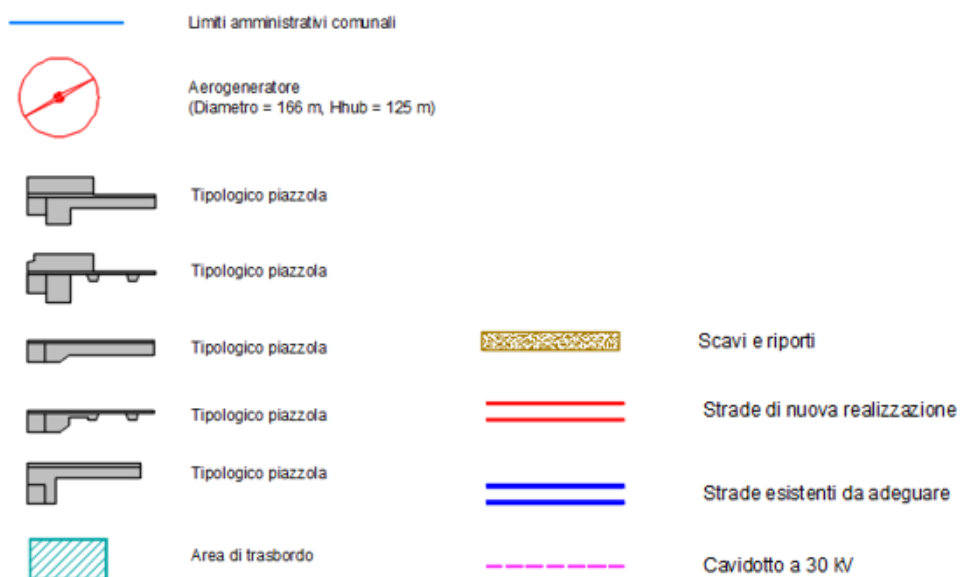 Limiti amministrativi comunali
Aerogeneratore
(Diametro = 166 m, Hhub = 125 m)
Tipologico piazzola
Tipologico piazzola
Tipologico piazzola
Tipologico piazzola
Tipologico piazzola
Area di trasbordo
Scavi e riporti
Strade di nuova realizzazione
Strade esistenti da adeguare
Cavidotto a 30 kV